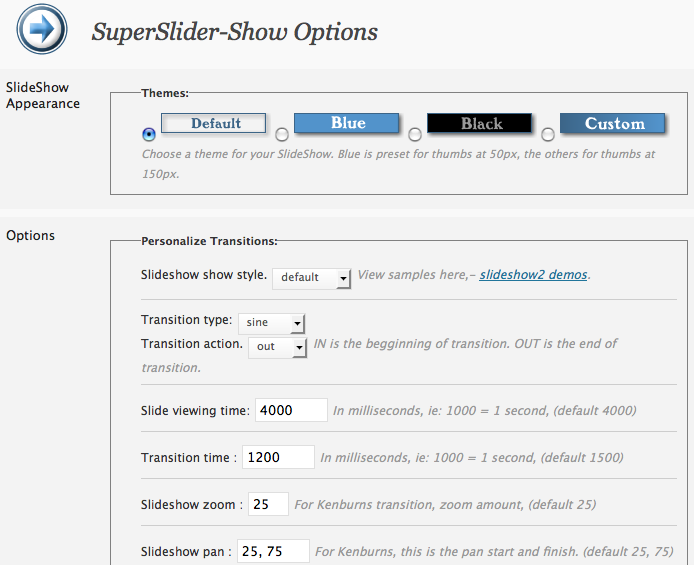 SuperSlider-Show Options
SlideShow
Appearance
Themes:
Default Blue Black Custom
Choose a theme for your SlideShow. Blue is preset for thumbs at 50px, the others for thumbs at
150px.
Options
Personalize Transitions:
Slideshow show style. default View samples here,– slideshow2 demos.
Transition type: sine
Transition action. out IN is the begginning of transition. OUT is the end of
transition.
Slide viewing time: 4000 In milliseconds, ie: 1000 = 1 second, (default 4000)
Transition time : 1200 In milliseconds, ie: 1000 = 1 second, (default 1500)
Slideshow zoom : 25 For Kenburns transition, zoom amount, (default 25)
Slideshow pan : 25, 75 For Kenburns, this is the pan start and finish. (default 25, 75)